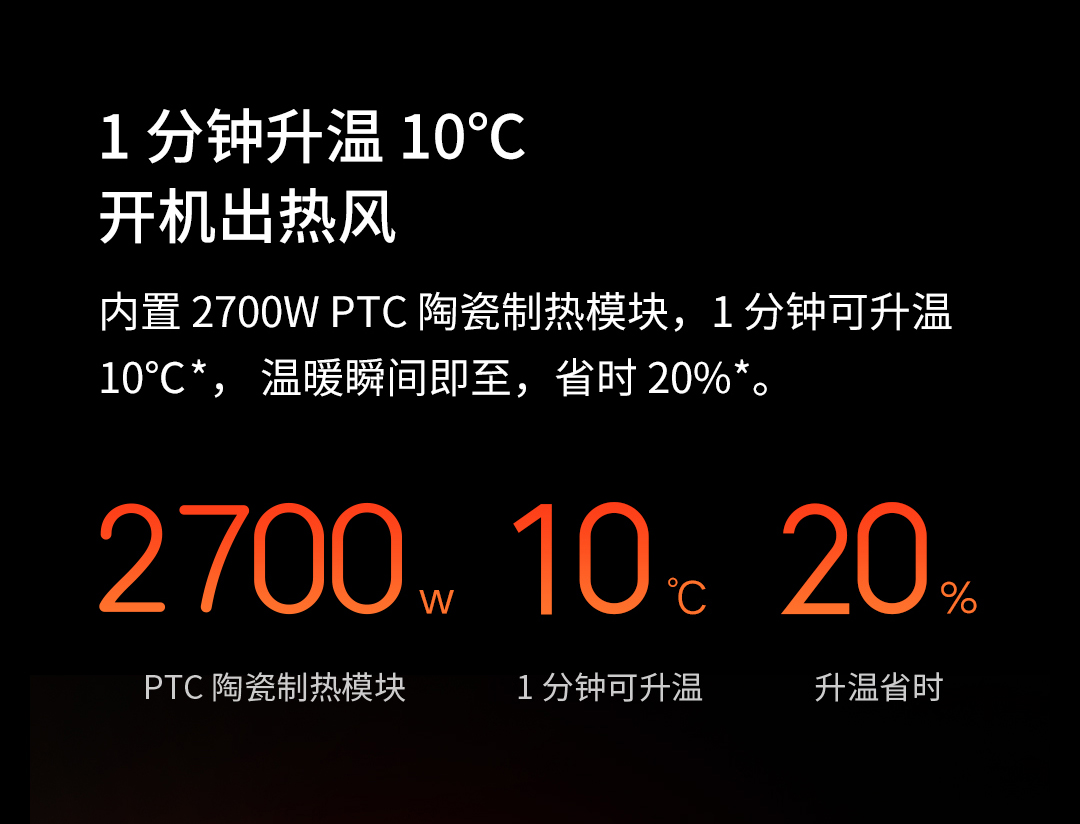 1 分钟升温 10℃
开机出热风
内置 2700W PTC 陶瓷制热模块，1 分钟可升温
10℃*， 温暖瞬间即至，省时 20%*。
2700w 10℃ 20%
PTC 陶瓷制热模块 1 分钟可升温 升温省时